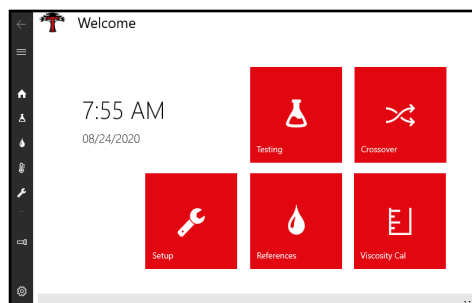 Welcome
7:55 AM
08/24/2020
Testing
Crossover
Setup
References
Viscosity Cal